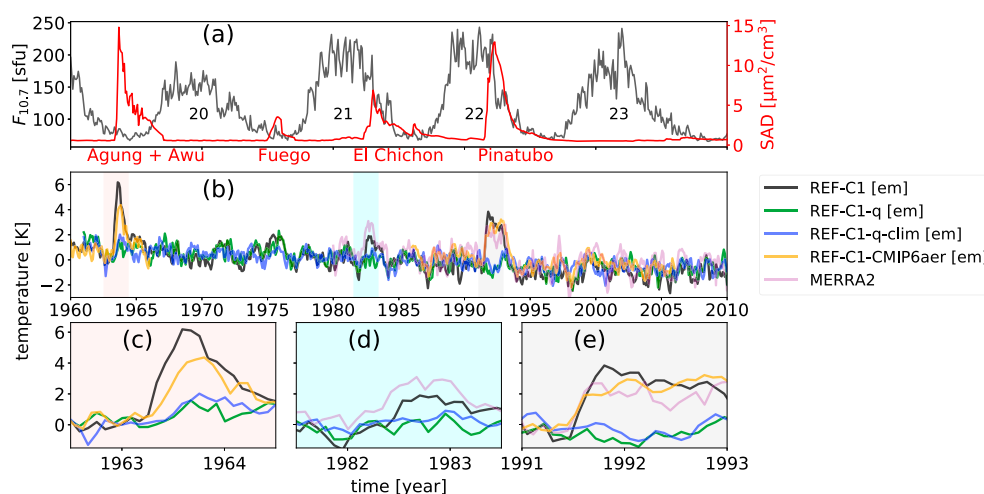 250
200
150
100
F10.7 [sfu]
(a)
20
21
22
23
15
10
5
0
SAD [µm²/cm³]
Agung + Awu
Fuego
El Chichon
Pinatubo
6
4
2
0
−2
(b)
1960
1965
1970
1975
1980
1985
1990
1995
2000
2005
2010
REF-C1 [em]
REF-C1-q [em]
REF-C1-q-clim [em]
REF-C1-CMIP6aer [em]
MERRA2
temperature [K]
6
4
2
0
(c)
(d)
(e)
1963
1964
1982
1983
1991
1992
1993
time [year]